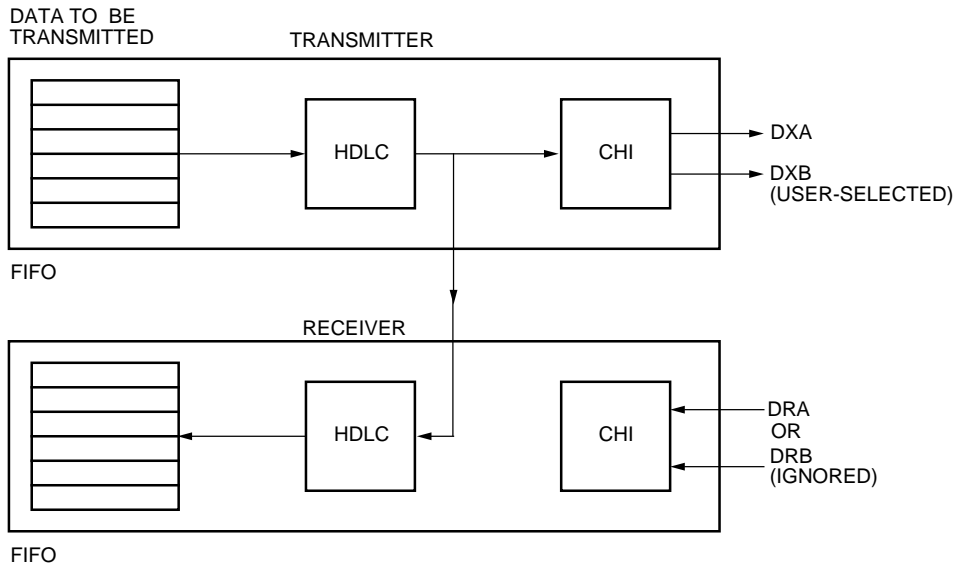 DATA TO BE
TRANSMITTED
TRANSMITTER
HDLC
CHI
DXA
DXB
(USER-SELECTED)
FIFO
RECEIVER
HDLC
CHI
DRA
OR
DRB
(IGNORED)
FIFO